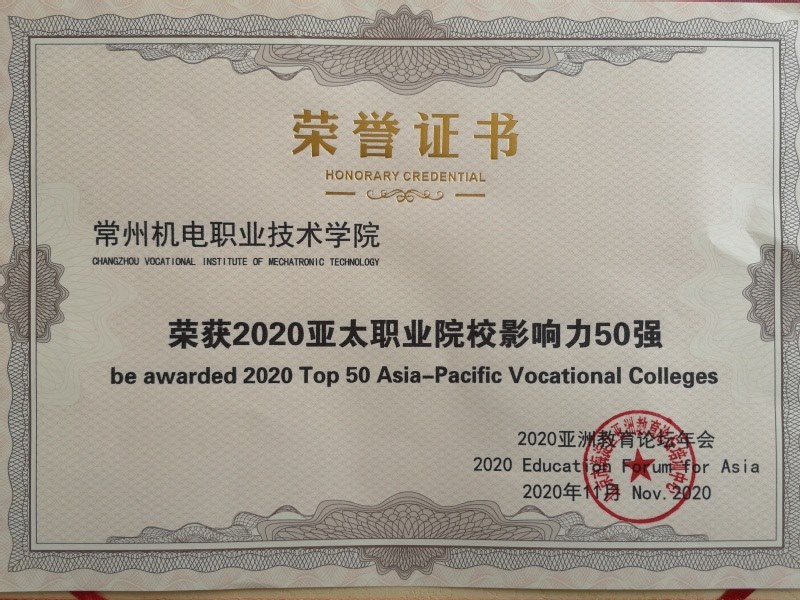 荣誉证书
HONORARY CREDENTIAL
常州机电职业技术学院
CHANGZHOU VOCATIONAL INSTITUTE OF MECHATRONIC TECHNOLOGY
荣获2020亚太职业院校影响力50强
be awarded 2020 Top 50 Asia-Pacific Vocational Colleges
2020亚洲教育论坛年会
2020 Education Forum for Asia
2020年11月 Nov.2020